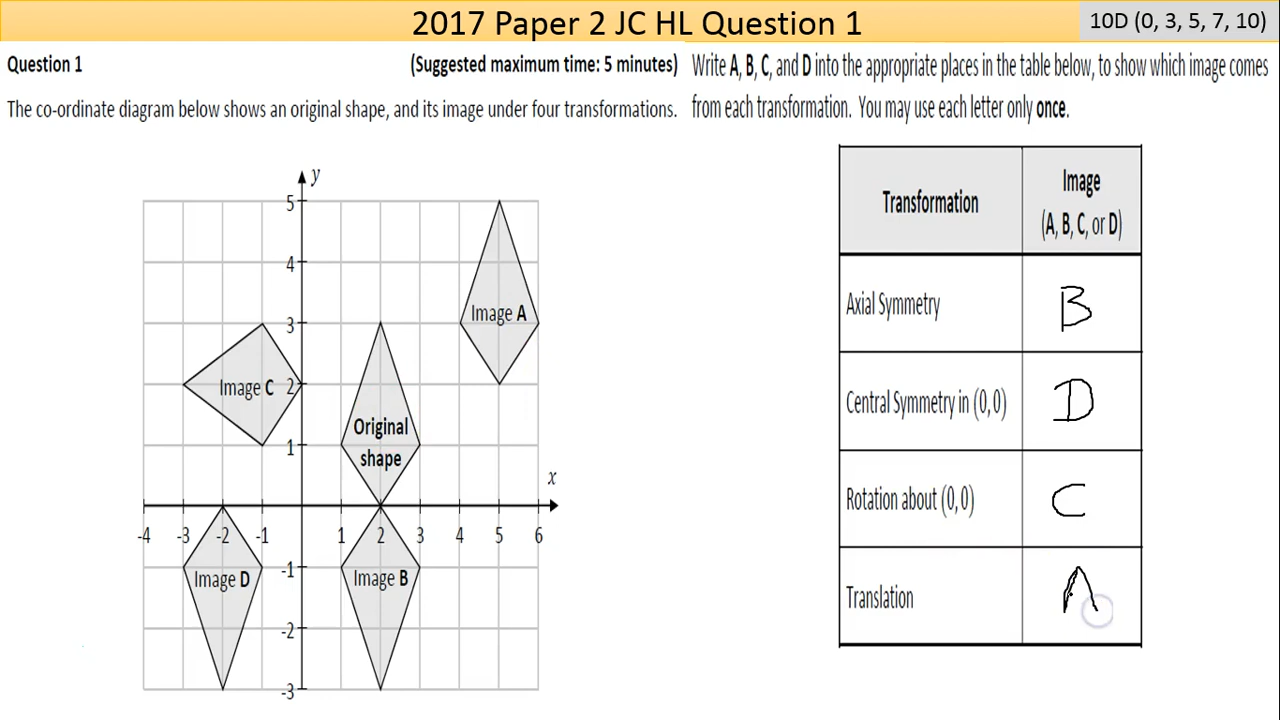 2017 Paper 2 JC HL Question 1
10D (0, 3, 5, 7, 10)
Question 1
(Suggested maximum time: 5 minutes)
The co-ordinate diagram below shows an original shape, and its image under four transformations.
Write A, B, C, and D into the appropriate places in the table below, to show which image comes
from each transformation. You may use each letter only once.
y
5
4
3
2
1
-1
-2
-3
x
-4 -3 -2 -1 1 2 3 4 5 6
Image A
Image C
Original
shape
Image D
Image B
Transformation
Image
(A, B, C, or D)
Axial Symmetry
B
Central Symmetry in (0,0)
D
Rotation about (0,0)
C
Translation
A